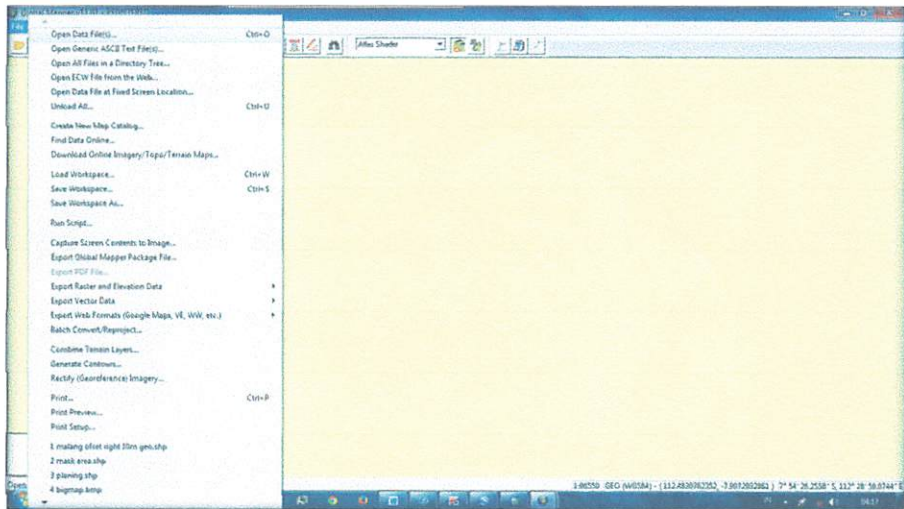 File
Open Data File(s)... Ctrl+O
Atlas Shader
Open Generic ASCII Text File(s)...
Open All Files in a Directory Tree...
Open ECW File from the Web...
Open Data File at Fixed Screen Location...
Unload All... Ctrl+U
Create New Map Catalog...
Find Data Online...
Download Online Imagery/Topo/Terrain Maps...
Load Workspace... Ctrl+W
Save Workspace... Ctrl+S
Save Workspace As...
Run Script...
Capture Screen Contents to Image...
Export Global Mapper Package File...
Export PDF File...
Export Raster and Elevation Data
Export Vector Data
Export Web Formats (Google Maps, VE, WW, etc.)
Batch Convert/Reproject...
Combine Terrain Layers...
Generate Contours...
Rectify (Georeference) Imagery...
Print... Ctrl+P
Print Preview...
Print Setup...
1 malang ofset right 30m geo.shp
2 mask area.shp
3 planing.shp
4 bigmap.bmp